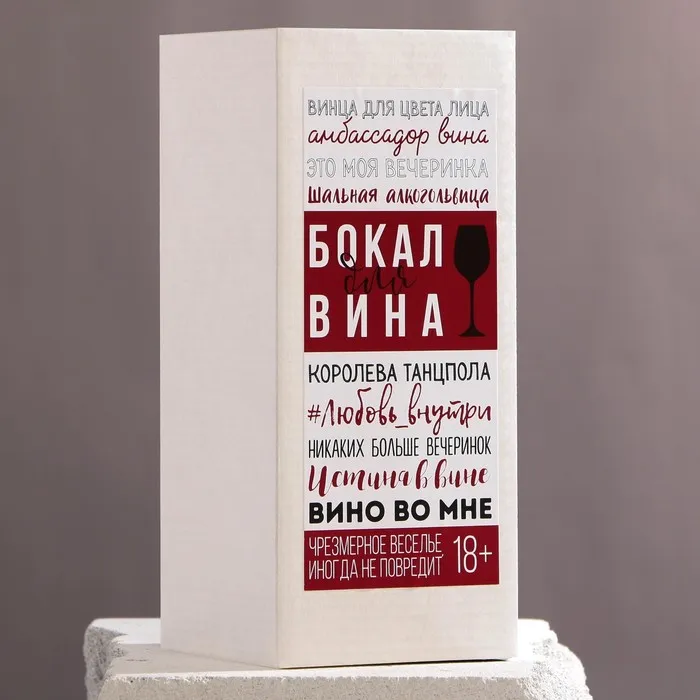 ВИНЦА ДЛЯ ЦВЕТА ЛИЦА
амбассадор вина
ЭТО МОЯ ВЕЧЕРИНКА
Шальная алкогольвица
БОКАЛ
для
ВИНА
КОРОЛЕВА ТАНЦПОЛА
#Любовь_внутри
НИКАКИХ БОЛЬШЕ ВЕЧЕРИНОК
Истина в вине
ВИНО ВО МНЕ
ЧРЕЗМЕРНОЕ ВЕСЕЛЬЕ 18+
ИНОГДА НЕ ПОВРЕДИТ